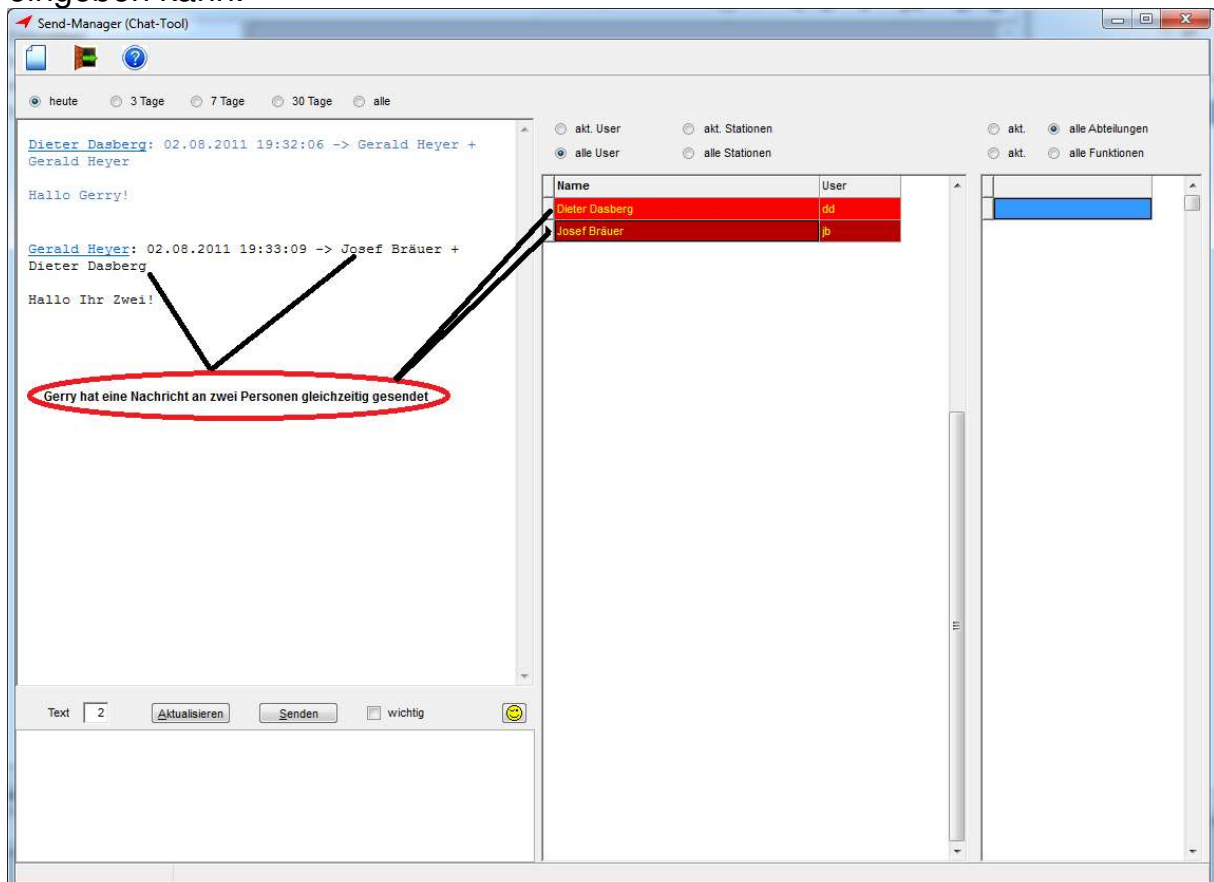 eingeben kann.
Send-Manager (Chat-Tool)
heute 3 Tage 7 Tage 30 Tage alle
akt. User akt. Stationen akt. alle Abteilungen
alle User alle Stationen akt. alle Funktionen
Dieter Dasberg: 02.08.2011 19:32:06 -> Gerald Heyer +
Gerald Heyer
Hallo Gerry!
Gerald Heyer: 02.08.2011 19:33:09 -> Josef Bräuer +
Dieter Dasberg
Hallo Ihr Zwei!
Gerry hat eine Nachricht an zwei Personen gleichzeitig gesendet
Name User
Dieter Dasberg dd
Josef Bräuer jb
Text 2 Aktualisieren Senden wichtig